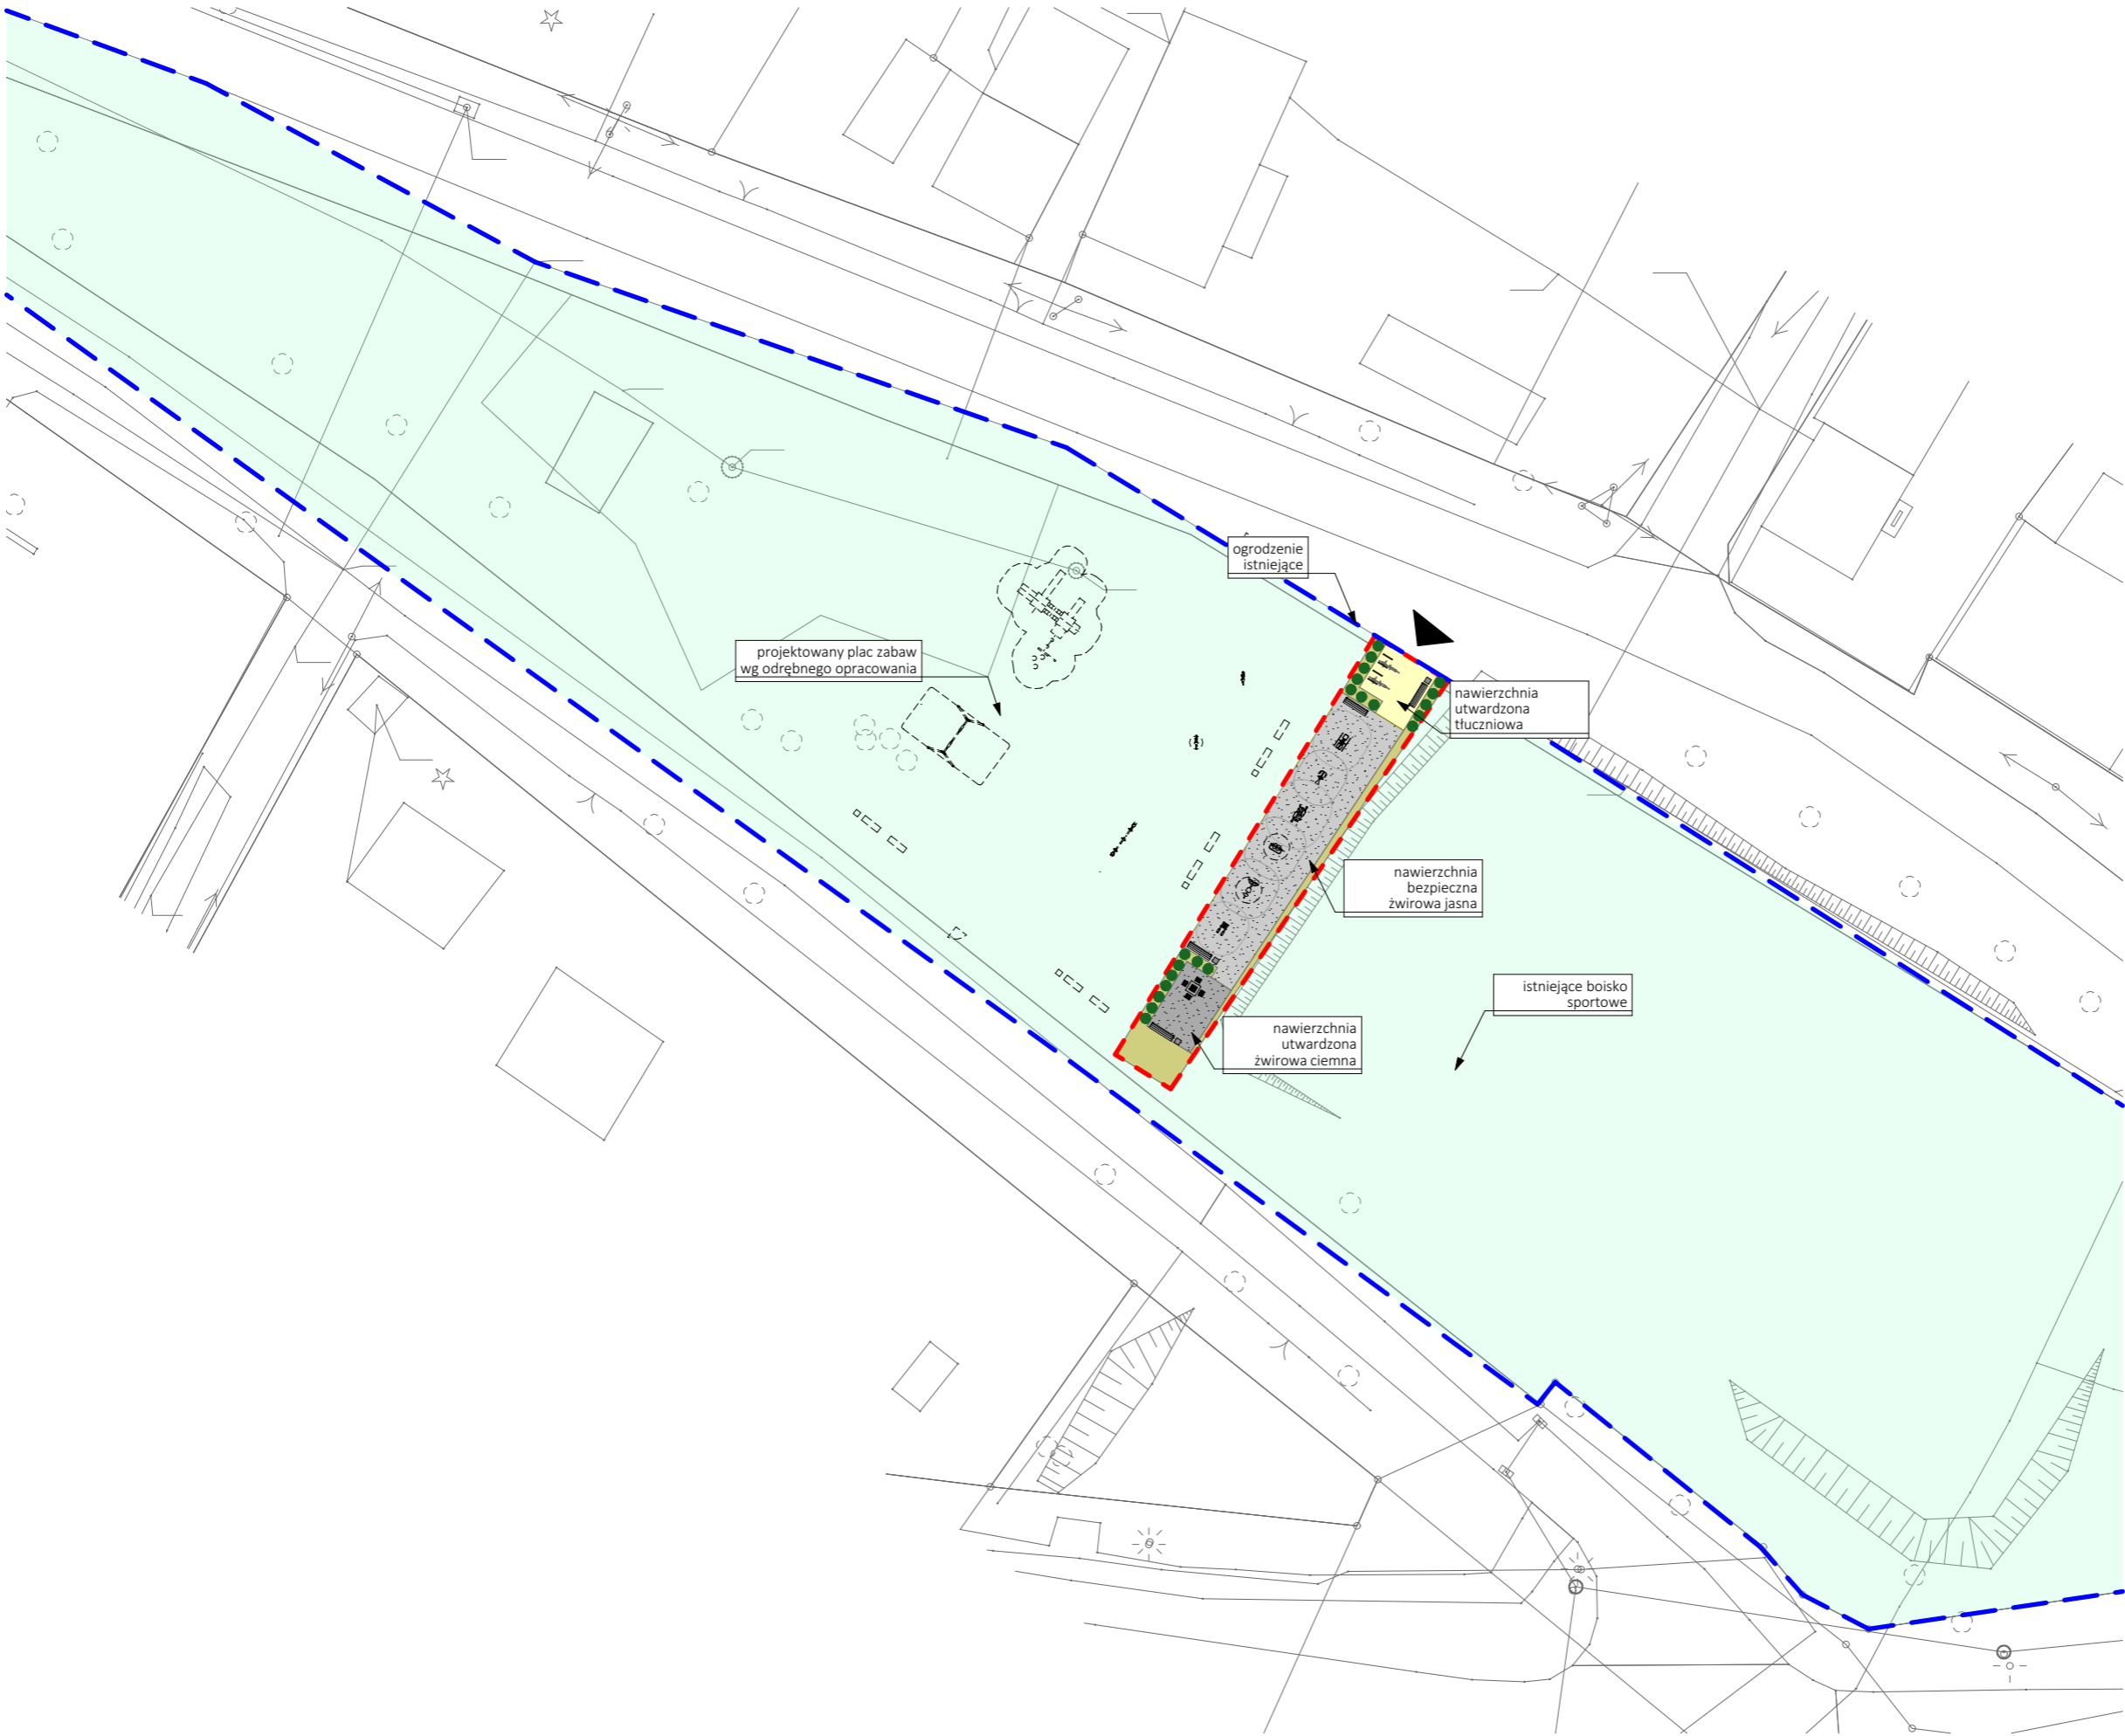 ogrodzenie
istniejące
projektowany plac zabaw
wg odrębnego opracowania
nawierzchnia
utwardzona
tłuczniowa
nawierzchnia
bezpieczna
żwirowa jasna
istniejące boisko
sportowe
nawierzchnia
utwardzona
żwirowa ciemna